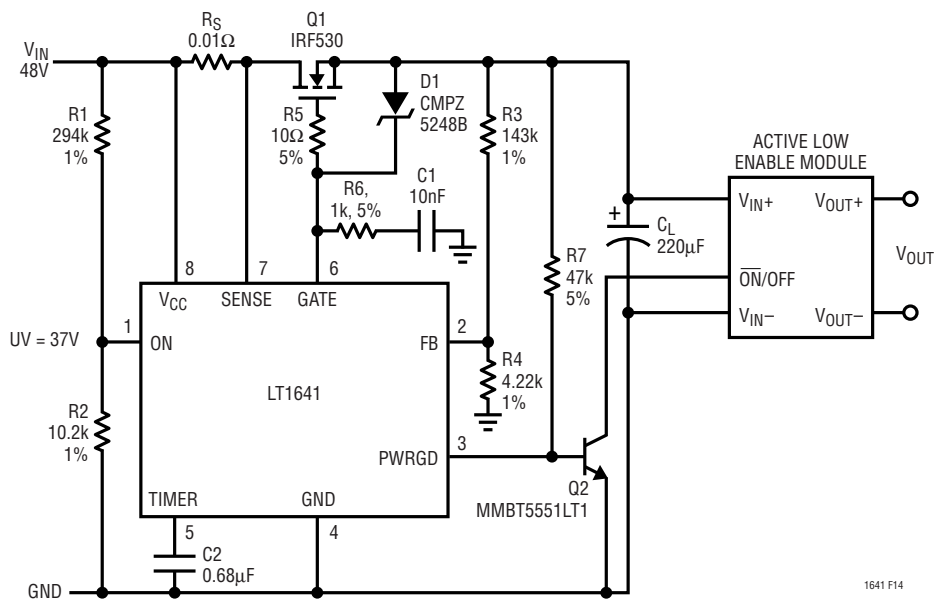 VIN
48V
RS
0.01Ω
Q1
IRF530
D1
CMPZ
5248B
R1
294k
1%
R5
10Ω
5%
R3
143k
1%
R6,
1k, 5%
C1
10nF
ACTIVE LOW
ENABLE MODULE
VIN+
VOUT+
+
CL
220µF
ON/OFF
VOUT
VIN–
VOUT–
R7
47k
5%
8
7
6
VCC
SENSE
GATE
UV = 37V
1
ON
2
FB
LT1641
R4
4.22k
1%
R2
10.2k
1%
3
PWRGD
Q2
MMBT5551LT1
TIMER
GND
5
4
C2
0.68µF
GND
1641 F14